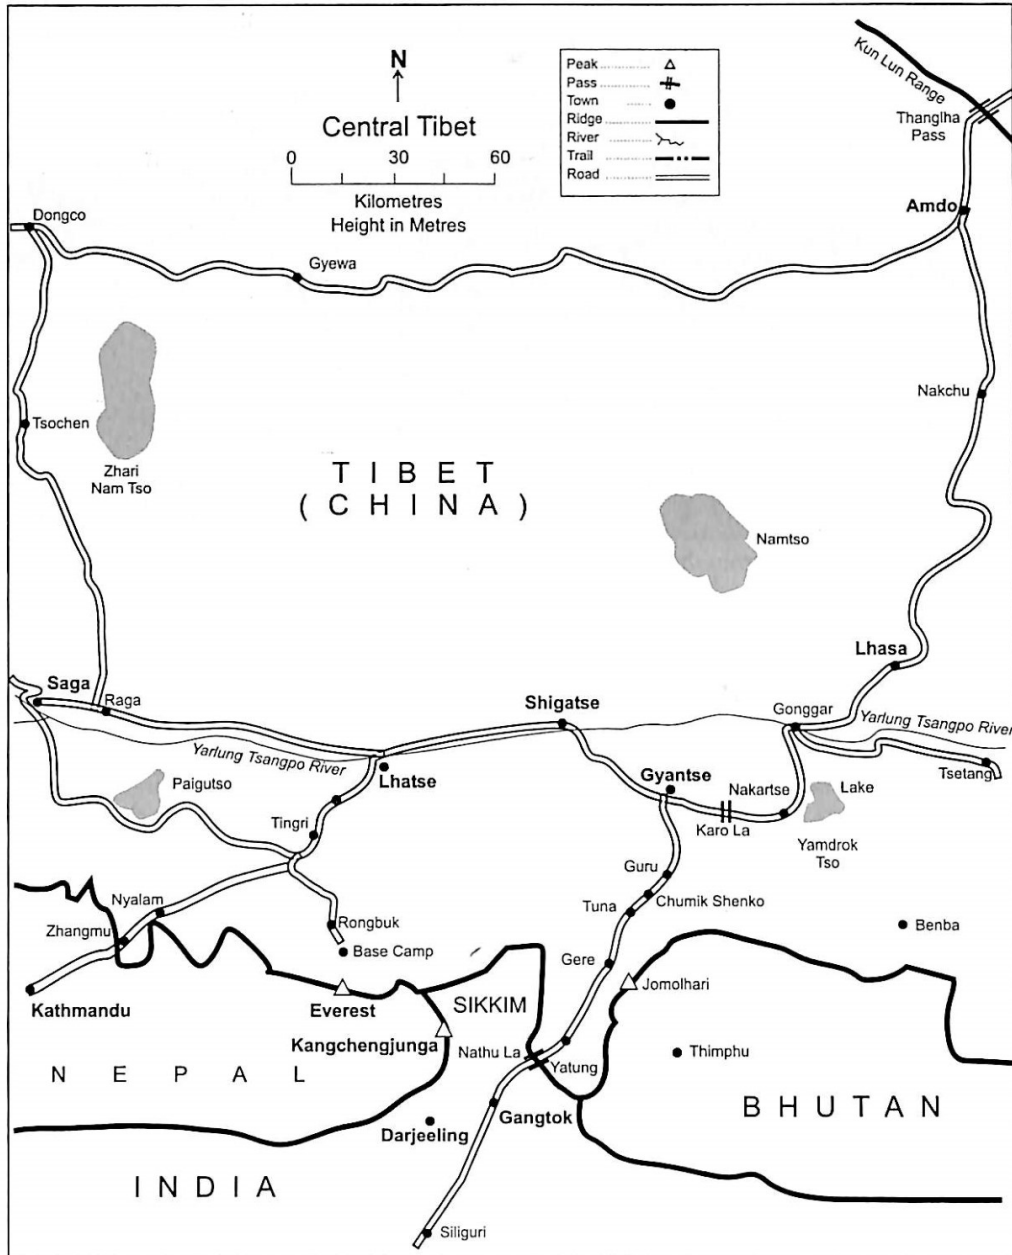 N
Central Tibet
0 30 60
Kilometres
Height in Metres
Peak
Pass
Town
Ridge
River
Trail
Road
Kun Lun Range
Thanglha
Pass
Amdo
Dongco
Gyewa
Nakchu
Tsochen
Zhari
Nam Tso
TIBET
(CHINA)
Namtso
Lhasa
Saga
Raga
Shigatse
Gonggar
Yarlung Tsangpo River
Yarlung Tsangpo River
Tsetang
Paigutso
Lhatse
Gyantse
Nakartse
Lake
Karo La
Yamdrok
Tso
Tingri
Guru
Chumik Shenko
Tuna
Nyalam
Zhangmu
Rongbuk
Base Camp
Benba
Gere
Jomolhari
Kathmandu
Everest
SIKKIM
Kangchengjunga
Nathu La
Yatung
Thimphu
NEPAL
Gangtok
BHUTAN
Darjeeling
INDIA
Siliguri